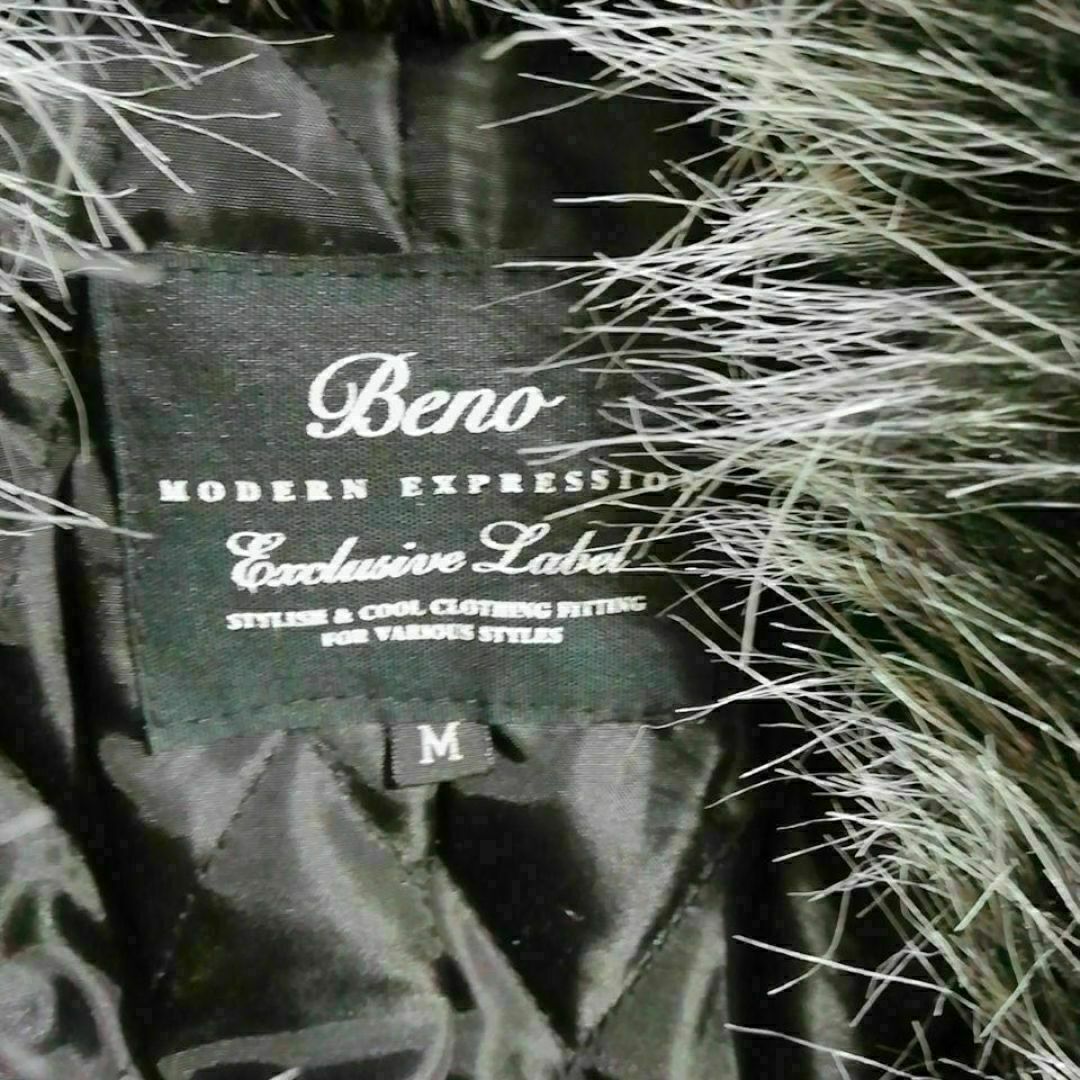 Beno
MODERN EXPRESSIO
Exclusive Label
STYLISH & COOL CLOTHING FITTING
FOR VARIOUS STYLES
M